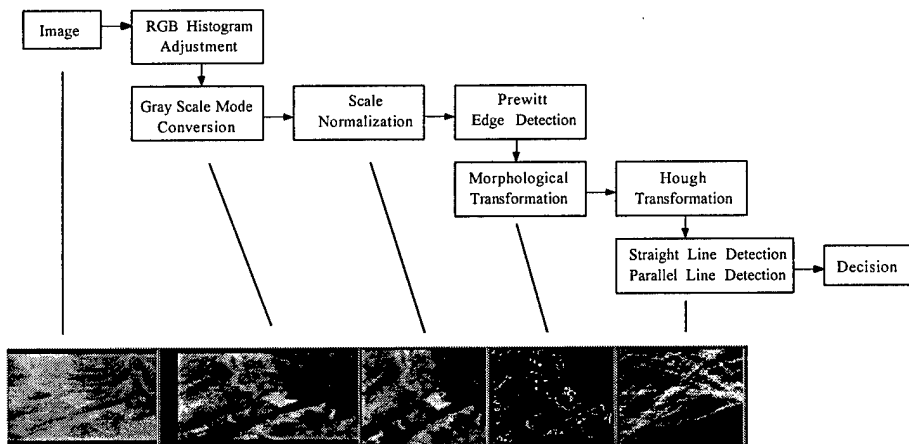 Image
RGB Histogram
Adjustment
Gray Scale Mode
Conversion
Scale
Normalization
Prewitt
Edge Detection
Morphological
Transformation
Hough
Transformation
Straight Line Detection
Parallel Line Detection
Decision